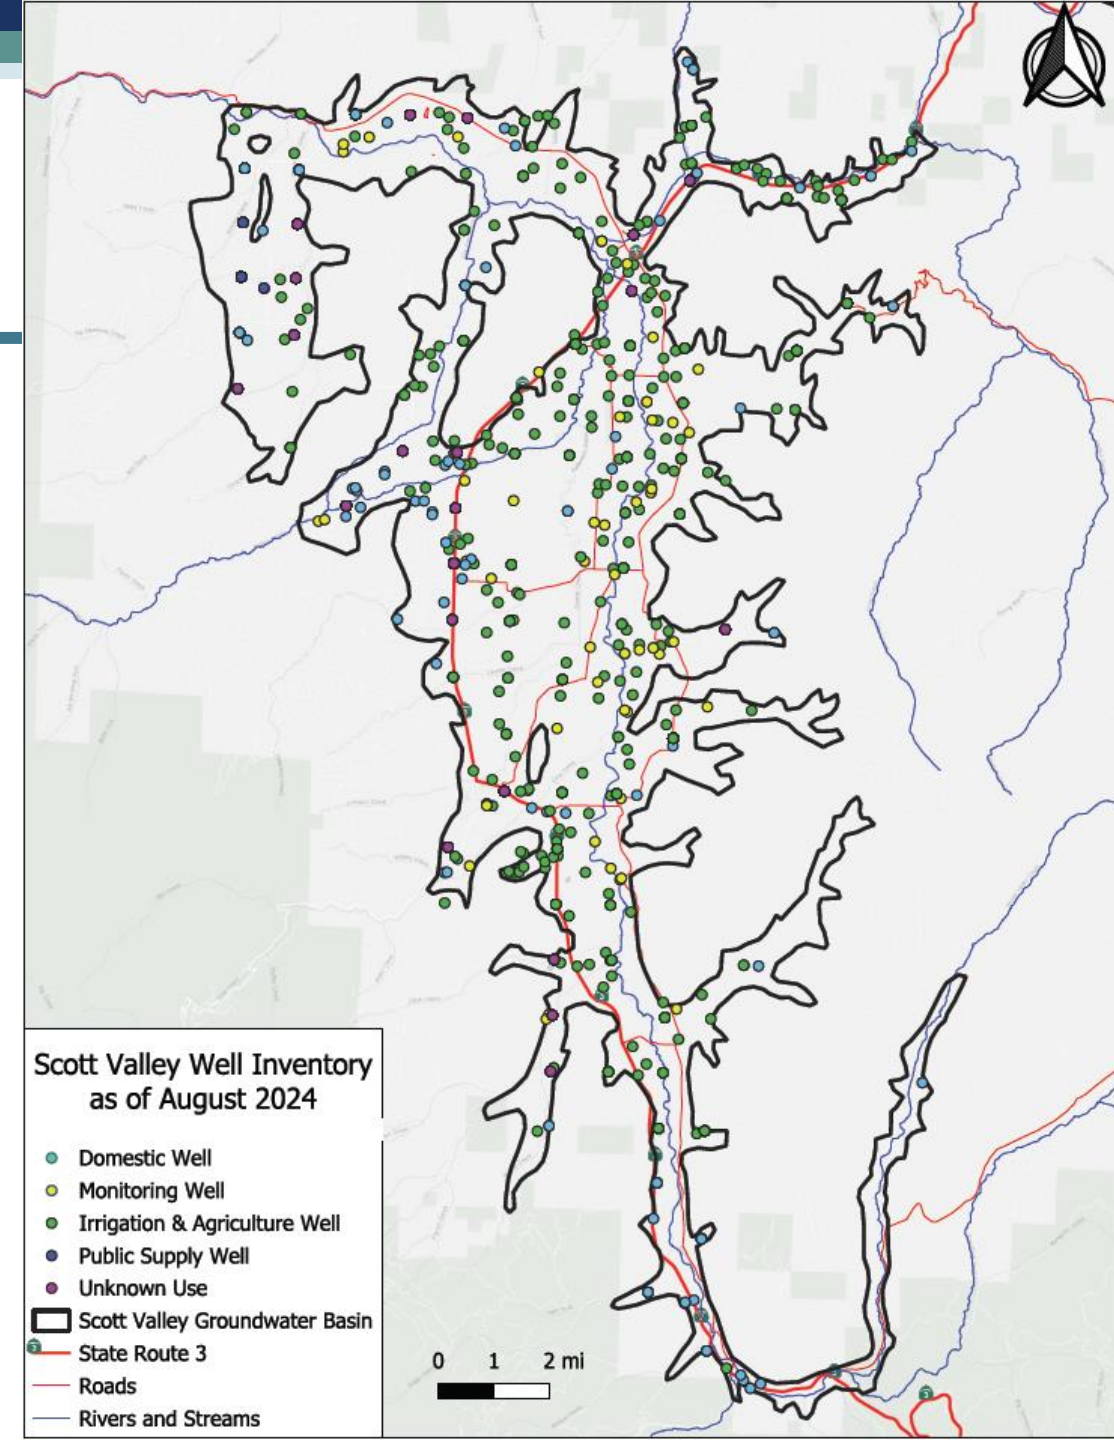 Scott Valley Well Inventory
as of August 2024
Domestic Well
Monitoring Well
Irrigation & Agriculture Well
Public Supply Well
Unknown Use
Scott Valley Groundwater Basin
3 State Route 3
Roads
Rivers and Streams
0 1 2 mi